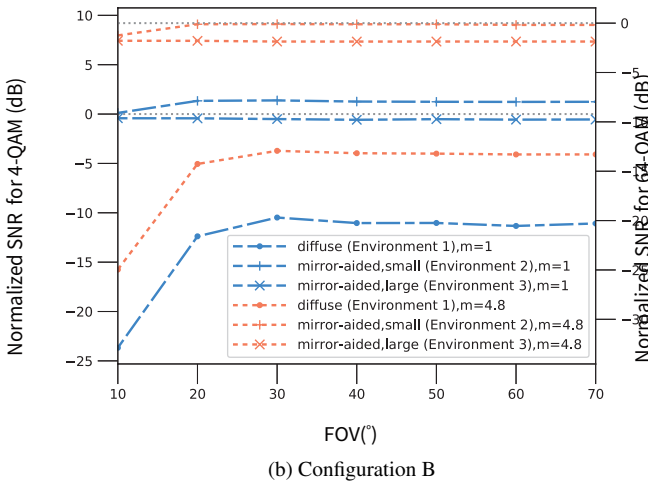 10
5
0
−5
−10
−15
−20
−25
Normalized SNR for 4-QAM (dB)
0
−5
−10
−15
−20
Normalized SNR for 64-QAM (dB)
diffuse (Environment 1),m=1
mirror-aided,small (Environment 2),m=1
mirror-aided,large (Environment 3),m=1
diffuse (Environment 1),m=4.8
mirror-aided,small (Environment 2),m=4.8
mirror-aided,large (Environment 3),m=4.8
10 20 30 40 50 60 70
FOV(°)
(b) Configuration B